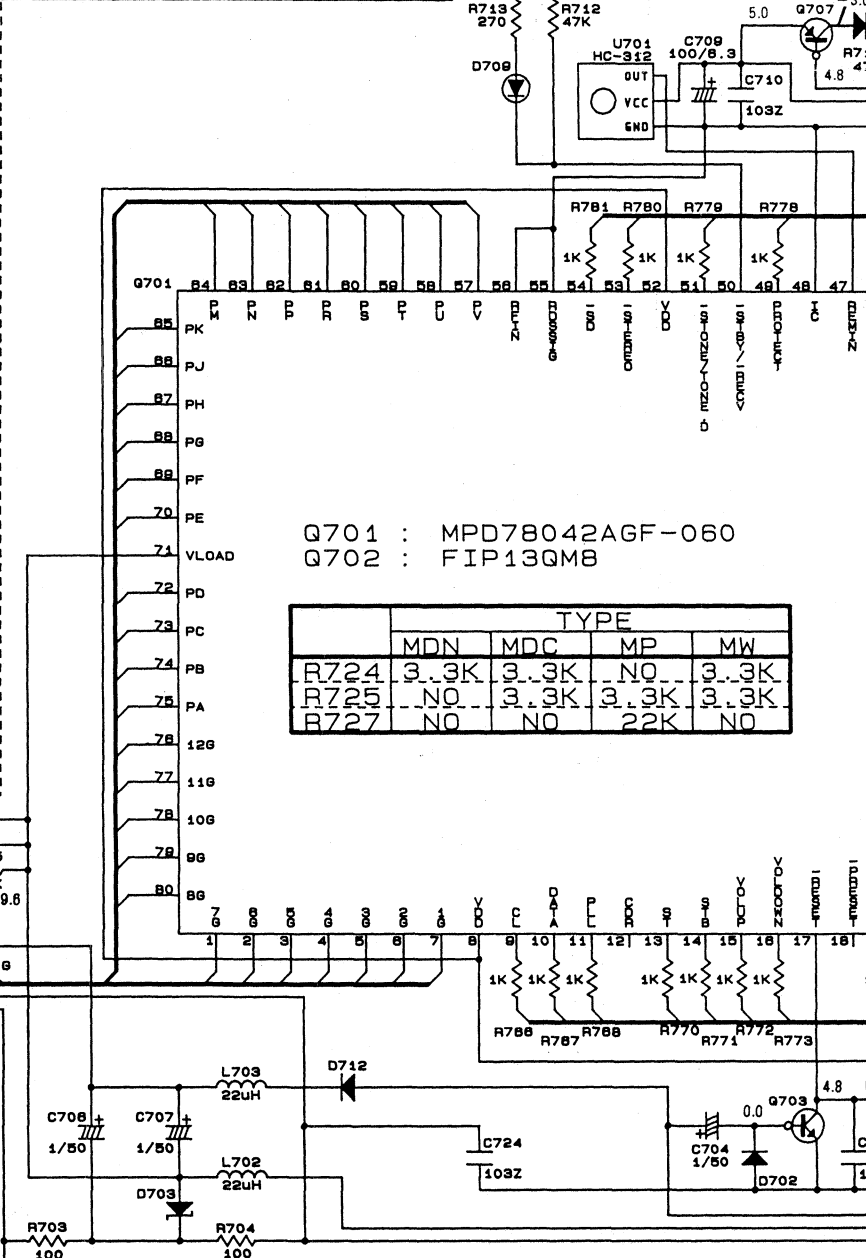 R713 R712
270 47K
5.0 Q707
U701 C709
HC-312 100/6.3
D709 OUT C710 4.8
VCC 103Z
GND
R781 R780 R779 R778
1K 1K 1K 1K
Q701 64 63 62 61 60 59 58 57 56 55 54 53 52 51 50 49 48 47
PM PN PP PR PS PT PU PV RFIN RDSSIG -SD -STEREO VDD -STONE/TONE D -STBY/-RECV PROTECT IC REMIN
65 PK
66 PJ
67 PH
68 PG
69 PF
70 PE
Q701 : MPD78042AGF-060
71 VLOAD
Q702 : FIP13QM8
72 PD
TYPE
73 PC
MDN MDC MP MW
74 PB
R724 3.3K 3.3K NO 3.3K
R725 NO 3.3K 3.3K 3.3K
75 PA
R727 NO NO 22K NO
76 12G
77 11G
78 10G
79 9G
80 8G
9.6
7G 6G 5G 4G 3G 2G 1G VDD CL DATA PLL CDR ST STB VOLUP VOLDOWN -RESET -PRESET
1 2 3 4 5 6 7 8 9 10 11 12 13 14 15 16 17 18
G
1K 1K 1K 1K 1K 1K 1K
R766 R767 R768 R770 R771 R772 R773
L703 D712
22uH
4.8
C706 C707 0.0 Q703
1/50 1/50
C724 C704
103Z 1/50
L702
22uH
D703 D702
R703 R704
100 100